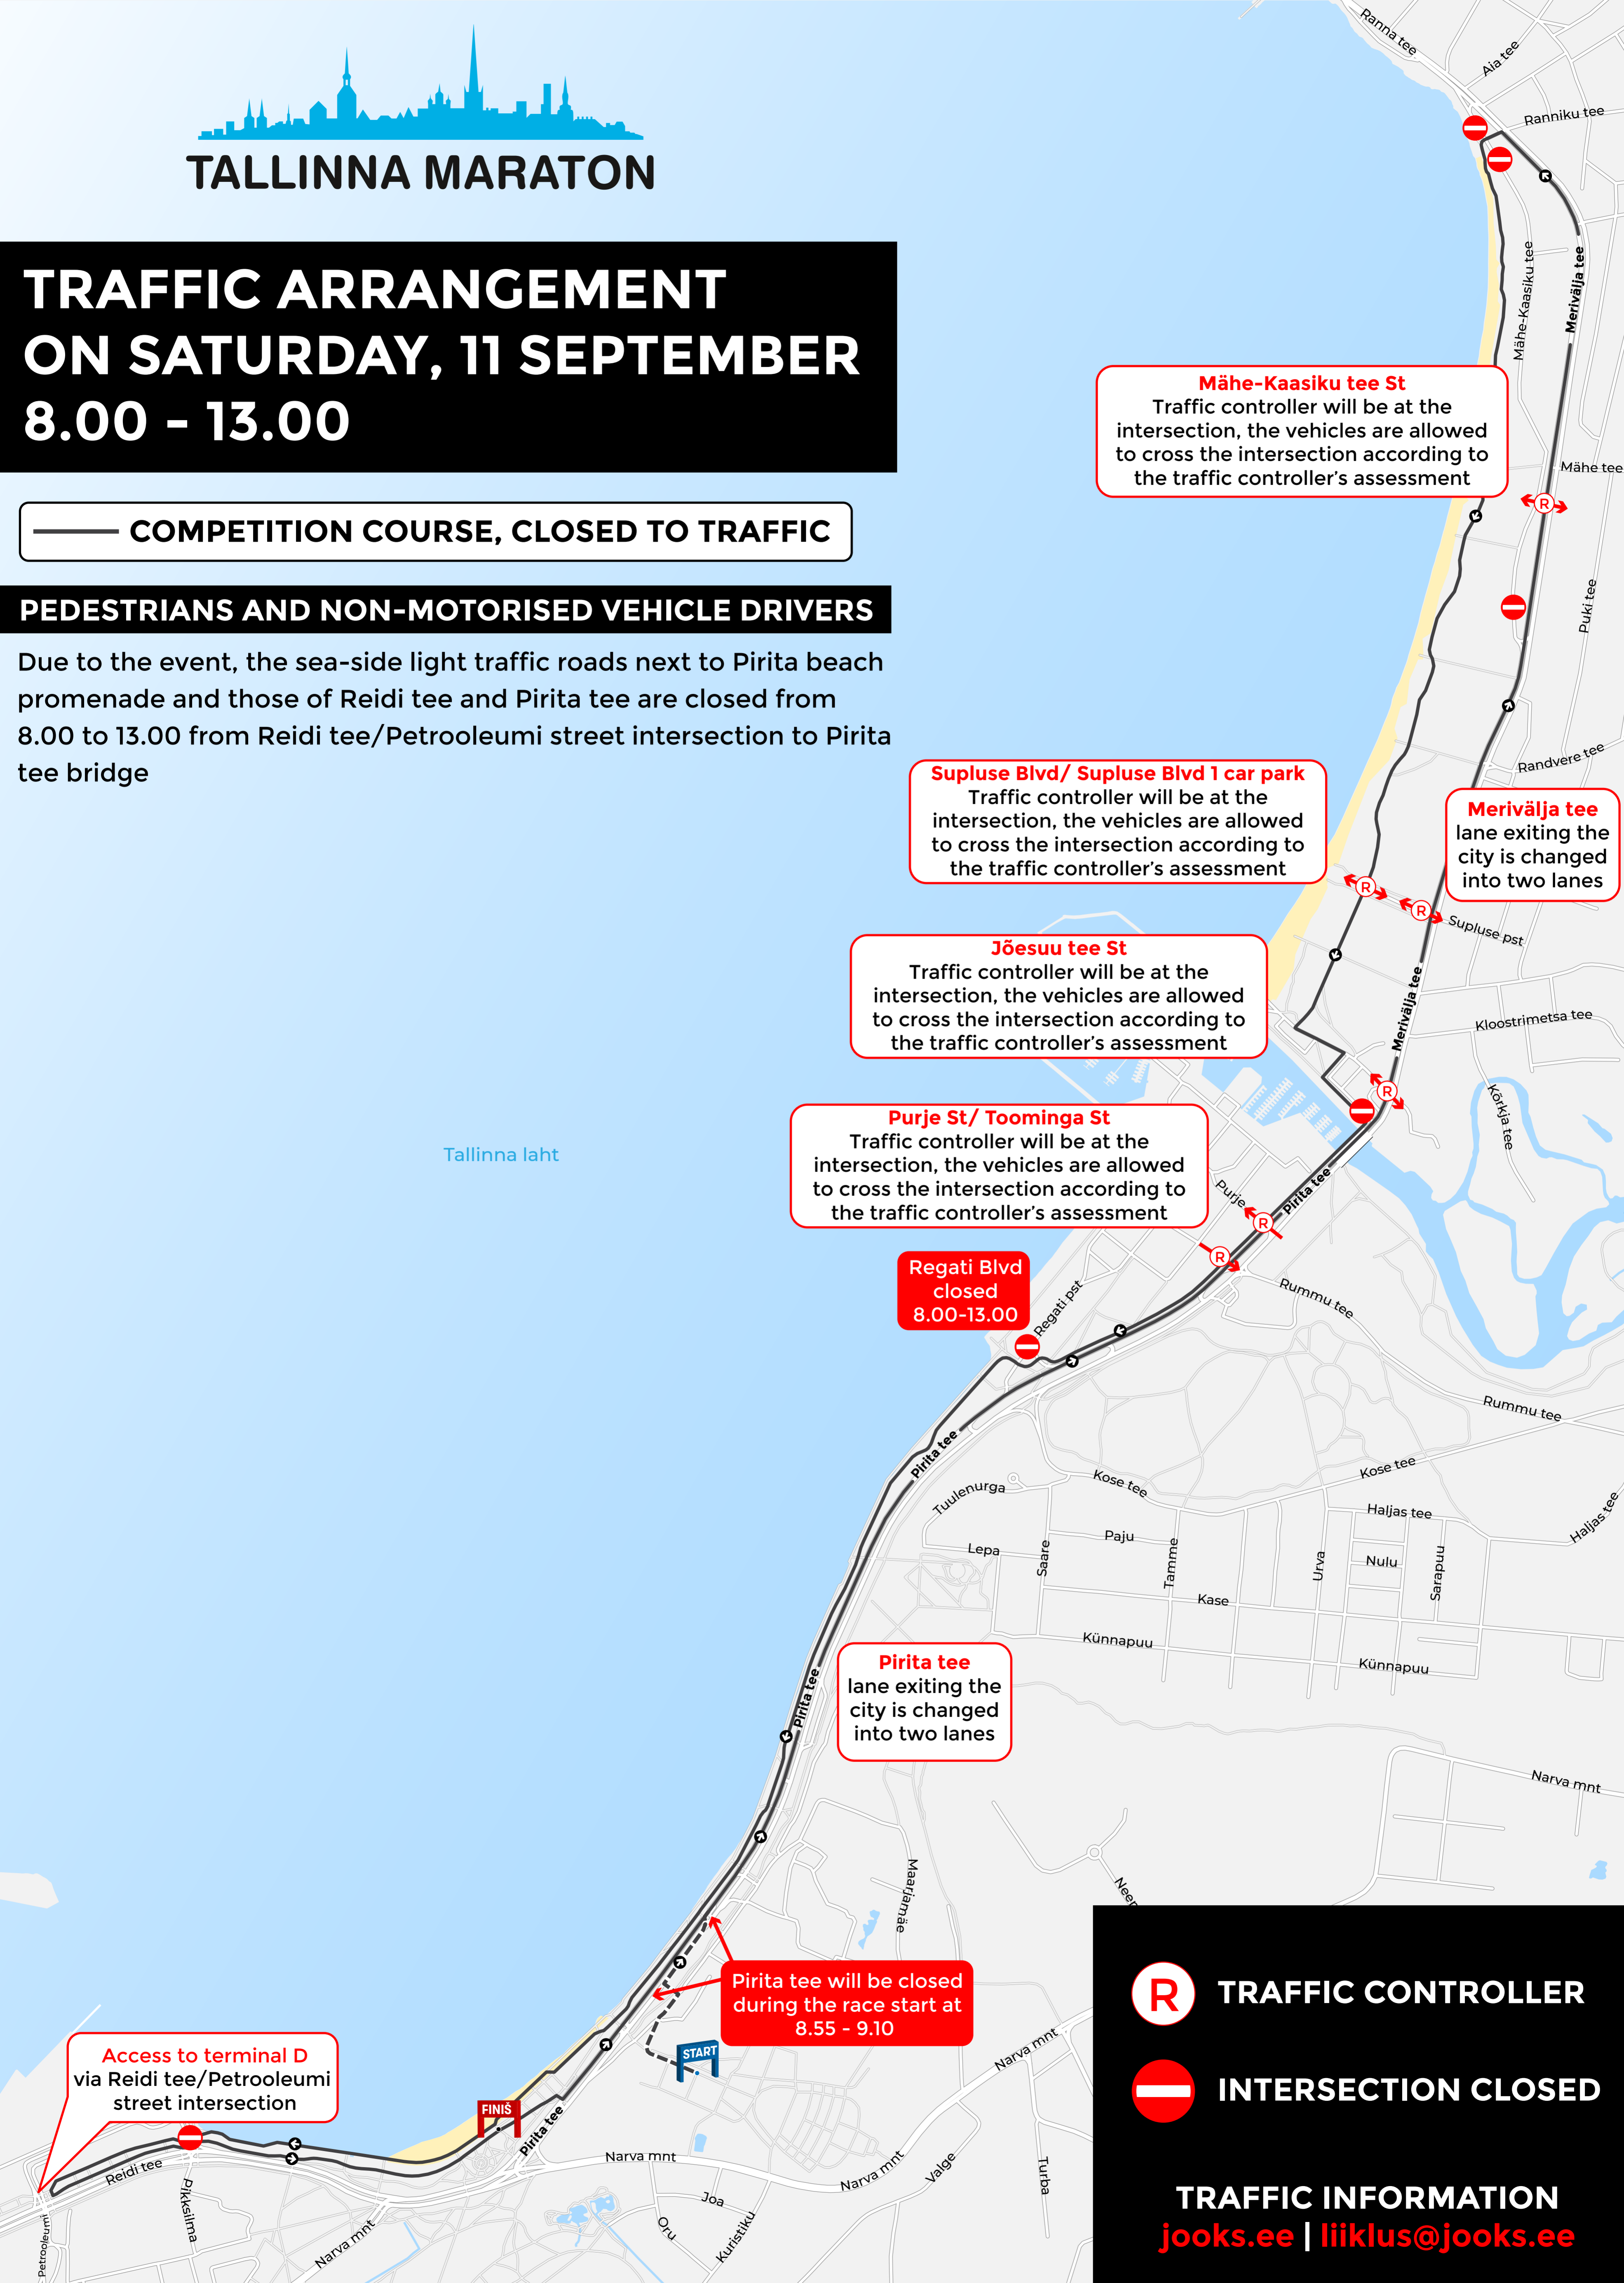 TALLINNA MARATON
TRAFFIC ARRANGEMENT
ON SATURDAY, 11 SEPTEMBER
8.00 - 13.00
COMPETITION COURSE, CLOSED TO TRAFFIC
PEDESTRIANS AND NON-MOTORISED VEHICLE DRIVERS
Due to the event, the sea-side light traffic roads next to Pirita beach
promenade and those of Reidi tee and Pirita tee are closed from
8.00 to 13.00 from Reidi tee/Petrooleumi street intersection to Pirita
tee bridge
Ranna tee
Aia tee
Ranniku tee
Mähe-Kaasiku tee
Merivälja tee
Mähe-Kaasiku tee St
Traffic controller will be at the
intersection, the vehicles are allowed
to cross the intersection according to
the traffic controller's assessment
Mähe tee
R
Puki tee
Randvere tee
Supluse Blvd/ Supluse Blvd 1 car park
Traffic controller will be at the
intersection, the vehicles are allowed
to cross the intersection according to
the traffic controller's assessment
Merivälja tee
lane exiting the
city is changed
into two lanes
R
R
Supluse pst
Jõesuu tee St
Traffic controller will be at the
intersection, the vehicles are allowed
to cross the intersection according to
the traffic controller's assessment
Merivälja tee
Kloostrimetsa tee
Kõrkja tee
R
Purje St/ Toominga St
Traffic controller will be at the
intersection, the vehicles are allowed
to cross the intersection according to
the traffic controller's assessment
Tallinna laht
Purje
Pirita tee
R
R
Regati Blvd
closed
8.00-13.00
Regati pst
Rummu tee
Rummu tee
Pirita tee
Tuulenurga
Kose tee
Kose tee
Haljas tee
Haljas tee
Lepa
Saare
Paju
Tamme
Urva
Nulu
Sarapuu
Kase
Künnapuu
Künnapuu
Pirita tee
Pirita tee
lane exiting the
city is changed
into two lanes
Narva mnt
Maarjamäe
Neer
Pirita tee will be closed
during the race start at
8.55 - 9.10
START
Narva mnt
Access to terminal D
via Reidi tee/Petrooleumi
street intersection
FINIŠ
Pirita tee
Reidi tee
Pikksilma
Petrooleumi
Narva mnt
Narva mnt
Narva mnt
Joa
Oru
Kuristiku
Valge
Turba
R TRAFFIC CONTROLLER
INTERSECTION CLOSED
TRAFFIC INFORMATION
jooks.ee | liiklus@jooks.ee